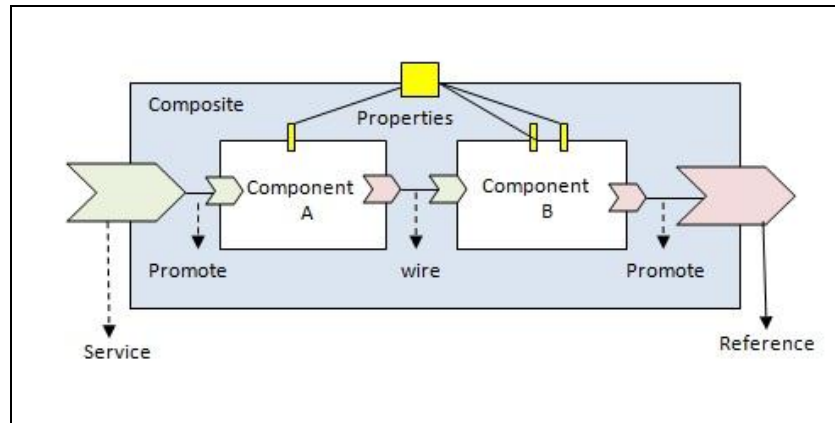 Composite
Properties
Component
A
Component
B
Promote
wire
Promote
Service
Reference